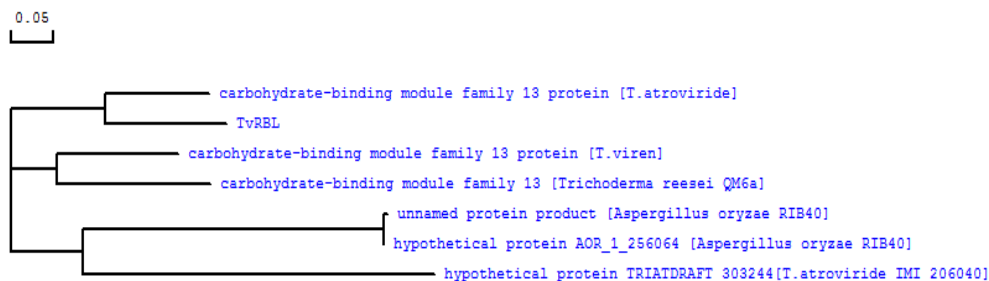 0.05
carbohydrate-binding module family 13 protein [T.atroviride]
TvRBL
carbohydrate-binding module family 13 protein [T.viren]
carbohydrate-binding module family 13 [Trichoderma reesei QM6a]
unnamed protein product [Aspergillus oryzae RIB40]
hypothetical protein AOR_1_256064 [Aspergillus oryzae RIB40]
hypothetical protein TRIATDRAFT 303244[T.atroviride IMI 206040]